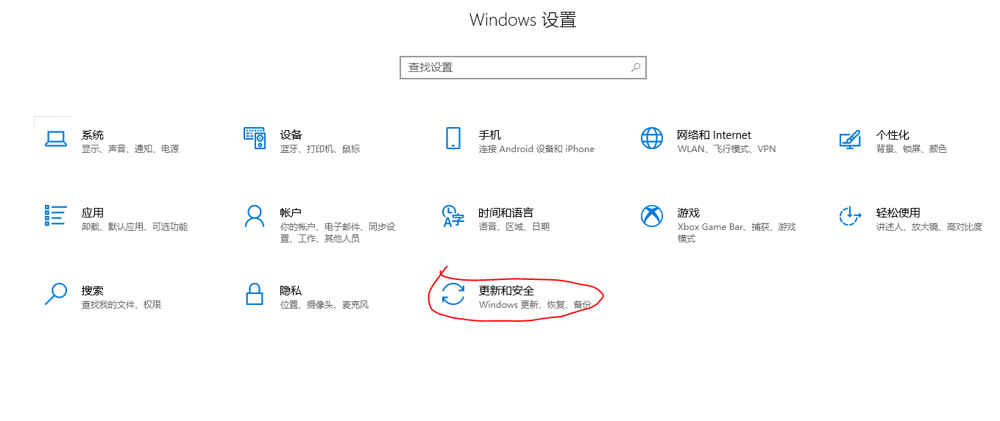 Windows 设置
查找设置
系统
显示、声音、通知、电源
设备
蓝牙、打印机、鼠标
手机
连接 Android 设备和 iPhone
网络和 Internet
WLAN、飞行模式、VPN
个性化
背景、锁屏、颜色
应用
卸载、默认应用、可选功能
帐户
你的帐户、电子邮件、同步设
置、工作、其他人员
时间和语言
语音、区域、日期
游戏
Xbox Game Bar、捕获、游戏
模式
轻松使用
讲述人、放大镜、高对比度
搜索
查找我的文件、权限
隐私
位置、摄像头、麦克风
更新和安全
Windows 更新、恢复、备份